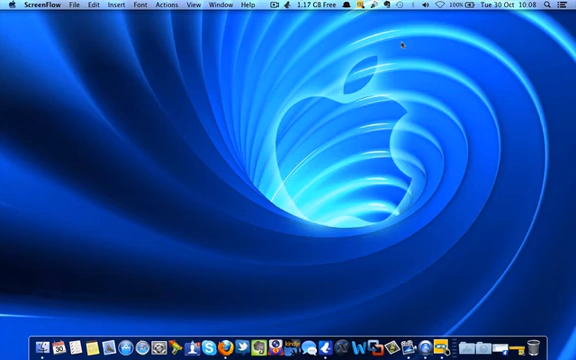 ScreenFlow File Edit Insert Font Actions View Window Help 1.17 GB Free 100% Tue 30 Oct 10:08
30